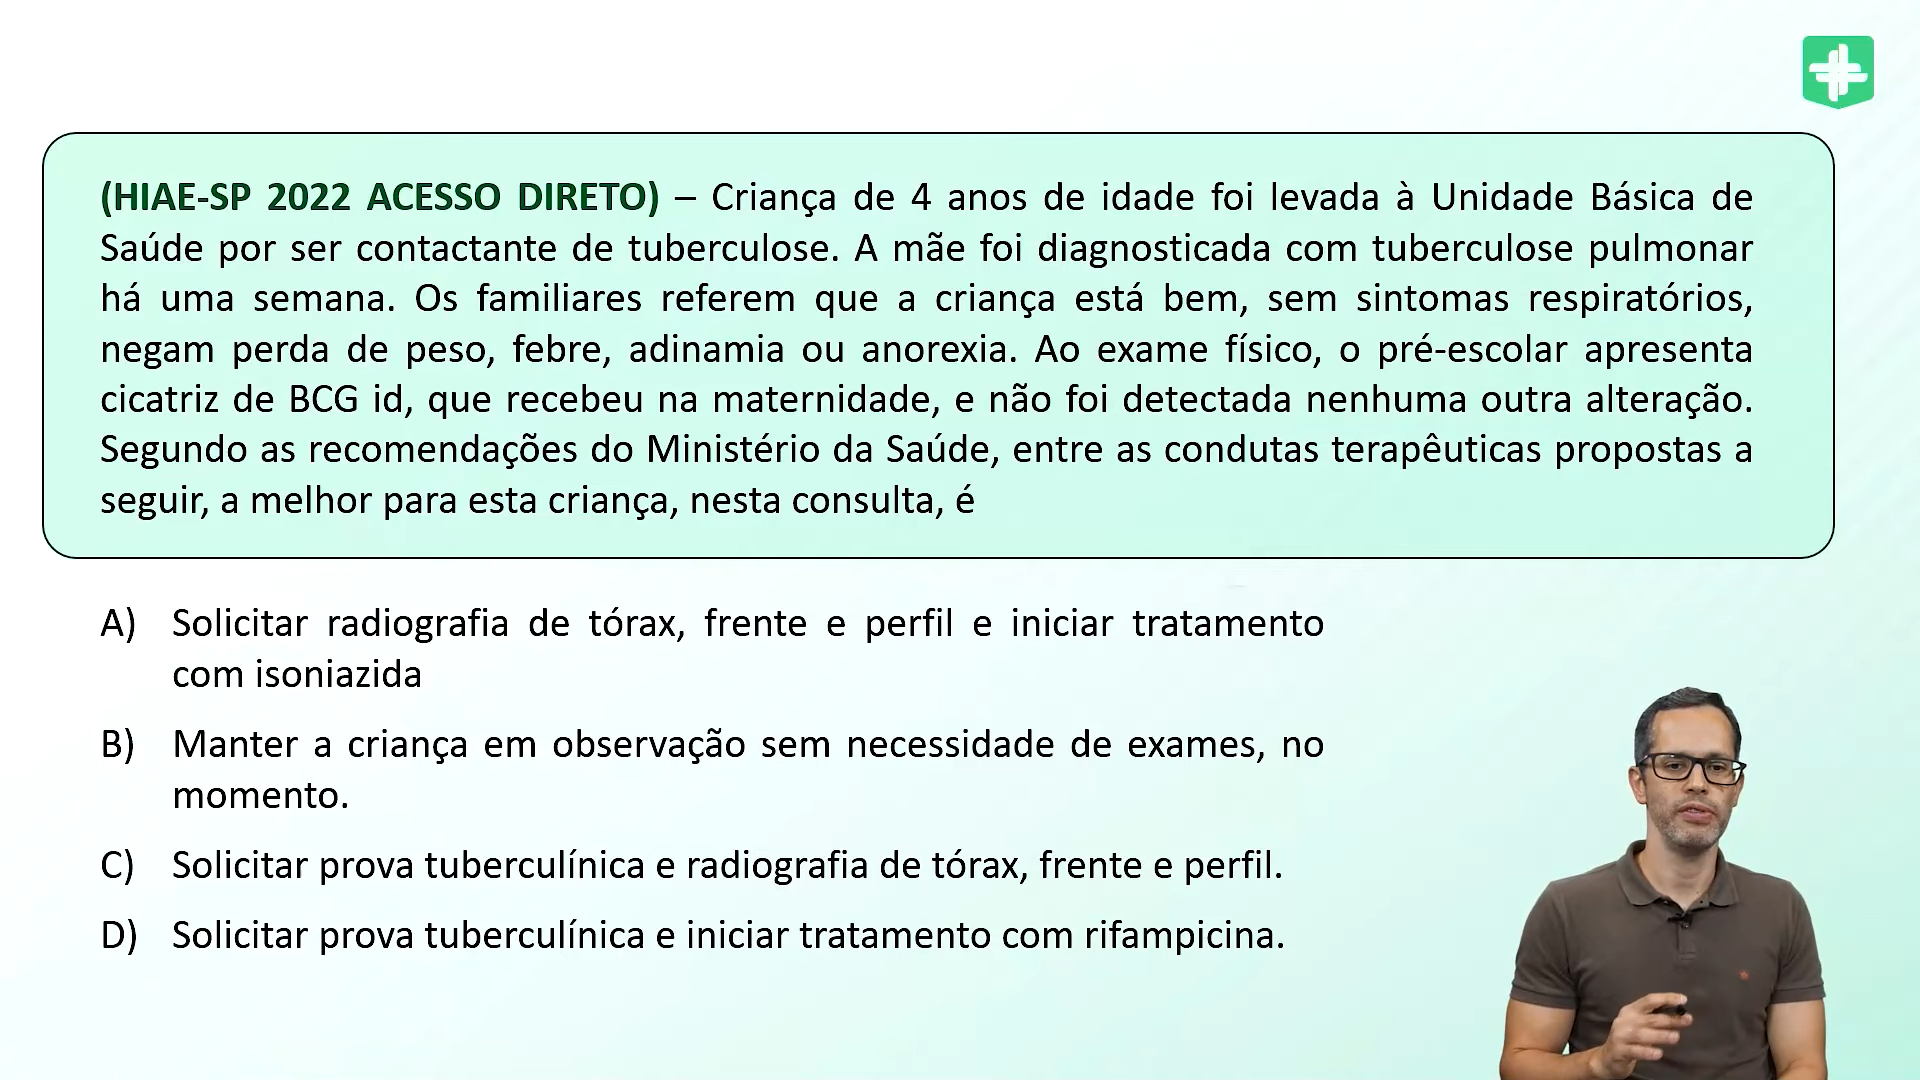 (HIAE-SP 2022 ACESSO DIRETO) – Criança de 4 anos de idade foi levada à Unidade Básica de
Saúde por ser contactante de tuberculose. A mãe foi diagnosticada com tuberculose pulmonar
há uma semana. Os familiares referem que a criança está bem, sem sintomas respiratórios,
negam perda de peso, febre, adinamia ou anorexia. Ao exame físico, o pré-escolar apresenta
cicatriz de BCG id, que recebeu na maternidade, e não foi detectada nenhuma outra alteração.
Segundo as recomendações do Ministério da Saúde, entre as condutas terapêuticas propostas a
seguir, a melhor para esta criança, nesta consulta, é
A) Solicitar radiografia de tórax, frente e perfil e iniciar tratamento
com isoniazida
B) Manter a criança em observação sem necessidade de exames, no
momento.
C) Solicitar prova tuberculínica e radiografia de tórax, frente e perfil.
D) Solicitar prova tuberculínica e iniciar tratamento com rifampicina.